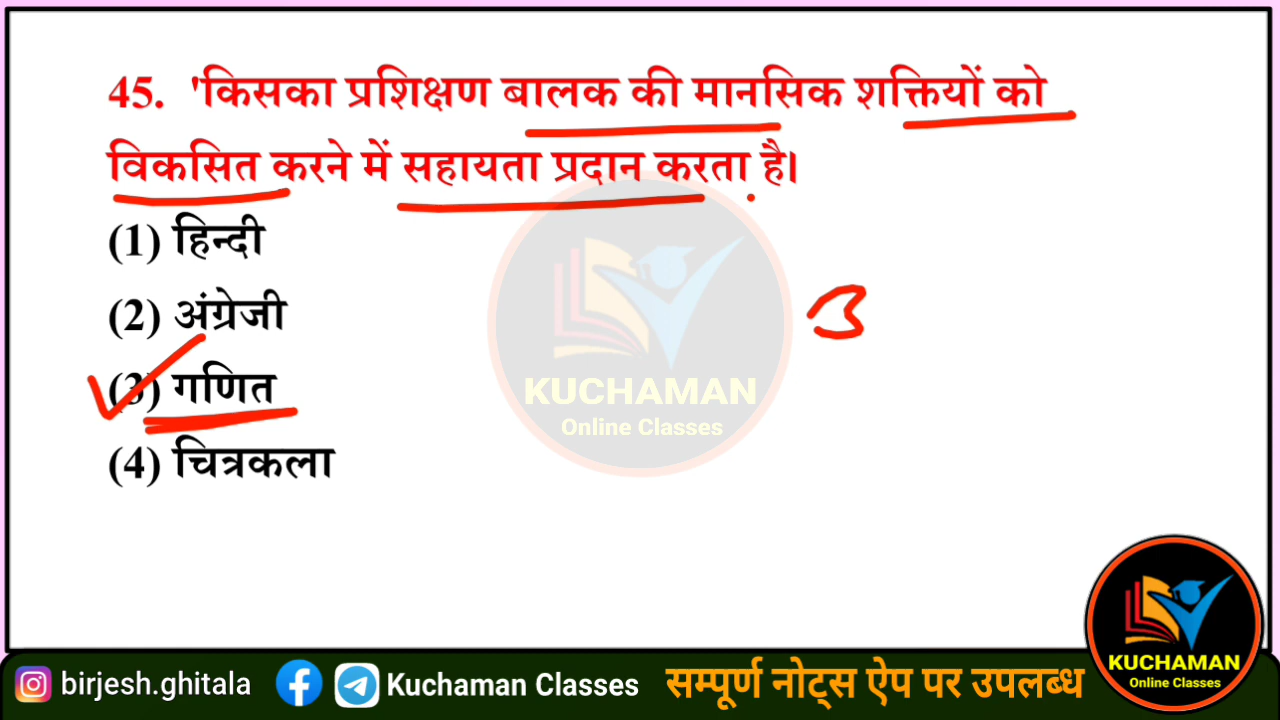 45. 'किसका प्रशिक्षण बालक की मानसिक शक्तियों को
विकसित करने में सहायता प्रदान करता है।
(1) हिन्दी
(2) अंग्रेजी
(3) गणित
(4) चित्रकला
3
KUCHAMAN
Online Classes
birjesh.ghitala
Kuchaman Classes
सम्पूर्ण नोट्स ऐप पर उपलब्ध
KUCHAMAN
Online Classes